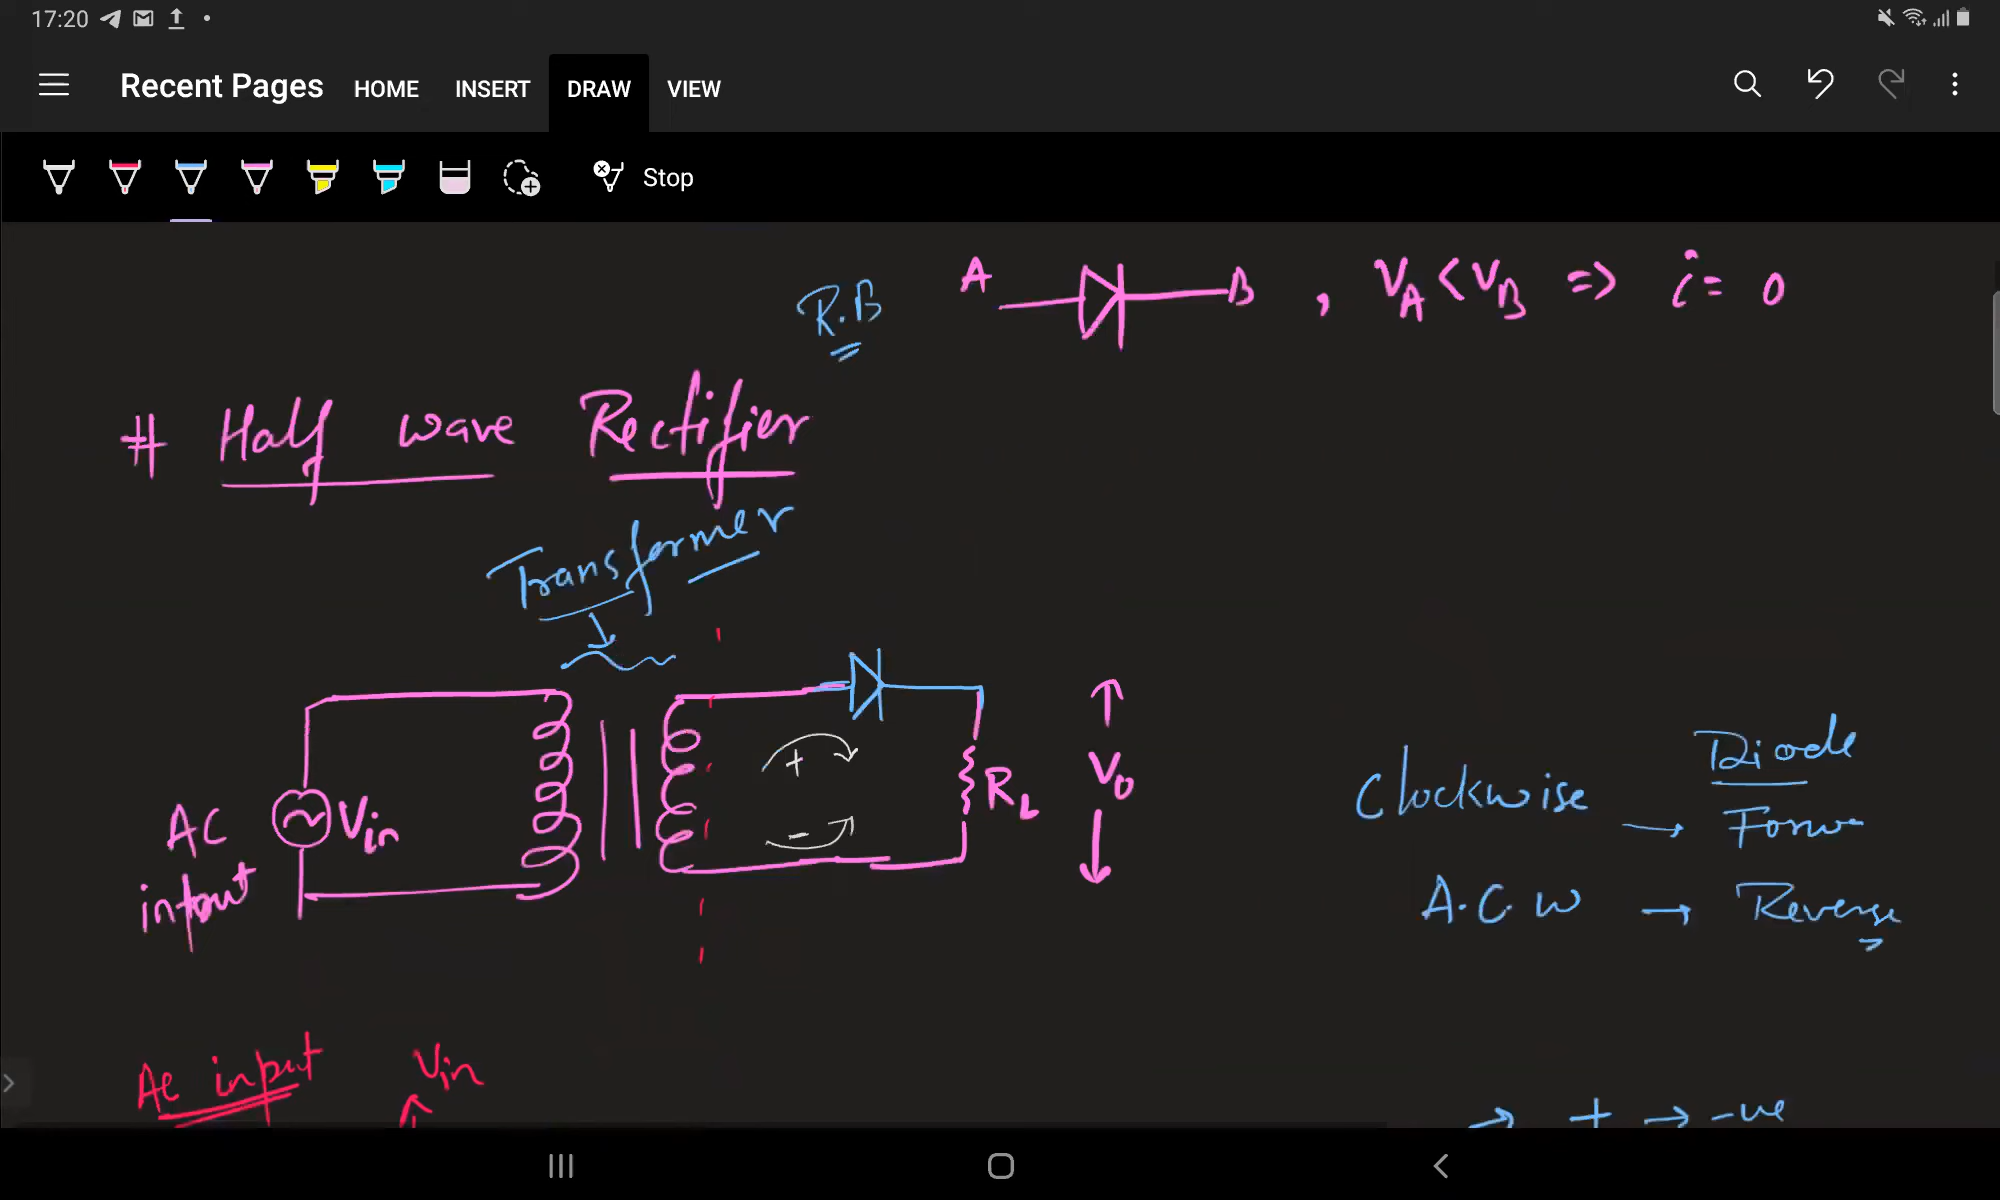 17:20
Recent Pages HOME INSERT DRAW VIEW
Stop
R.B A B , VA < VB => i = 0
# Half wave Rectifier
Transformer
Diode
Clockwise → Forw
+
AC input Vin RL V0
-
A.C.W → Reverse
Ac input Vin
→ + → -ve